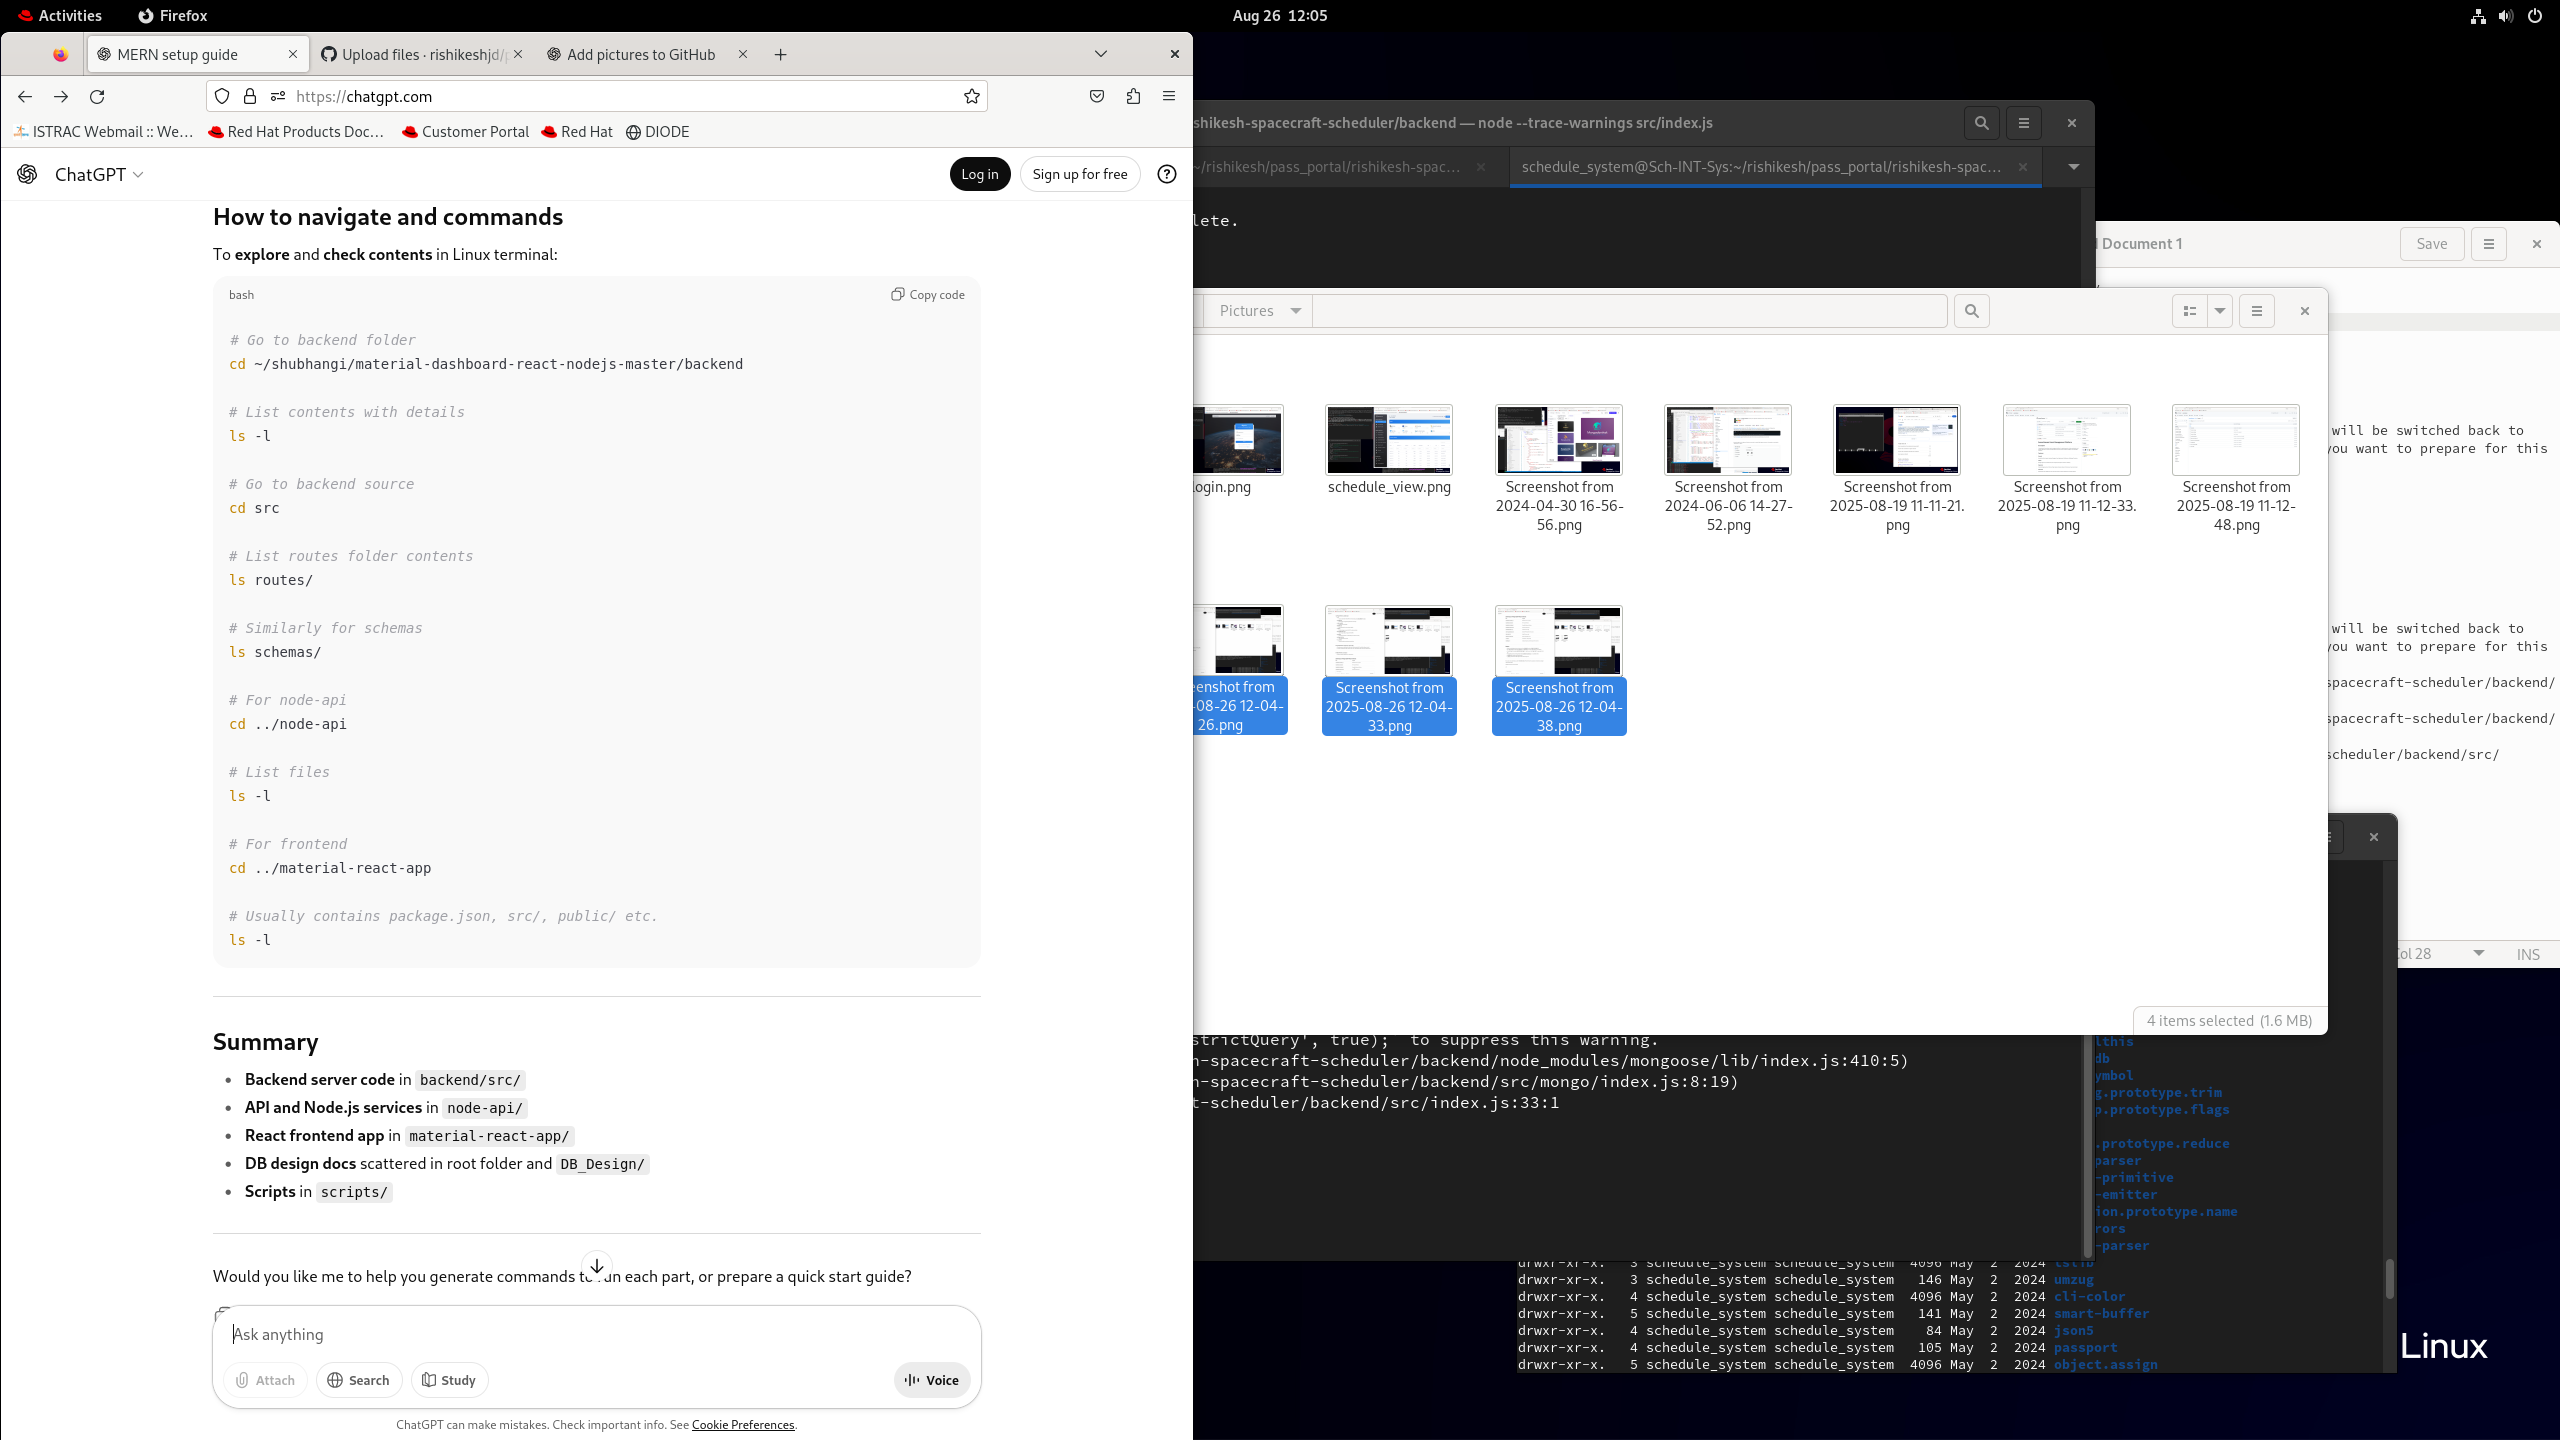 Activities
Firefox
Aug 26 12:05
MERN setup guide
Upload files · rishikeshjd/
Add pictures to GitHub
https://chatgpt.com
ISTRAC Webmail :: We…
Red Hat Products Doc…
Customer Portal
Red Hat
DIODE
ChatGPT
Log in
Sign up for free
How to navigate and commands
To explore and check contents in Linux terminal:
bash
Copy code
# Go to backend folder
cd ~/shubhangi/material-dashboard-react-nodejs-master/backend
# List contents with details
ls -l
# Go to backend source
cd src
# List routes folder contents
ls routes/
# Similarly for schemas
ls schemas/
# For node-api
cd ../node-api
# List files
ls -l
# For frontend
cd ../material-react-app
# Usually contains package.json, src/, public/ etc.
ls -l
Summary
Backend server code in backend/src/
API and Node.js services in node-api/
React frontend app in material-react-app/
DB design docs scattered in root folder and DB_Design/
Scripts in scripts/
Would you like me to help you generate commands to run each part, or prepare a quick start guide?
Ask anything
Attach
Search
Study
Voice
ChatGPT can make mistakes. Check important info. See Cookie Preferences.
shikesh-spacecraft-scheduler/backend — node --trace-warnings src/index.js
~/rishikesh/pass_portal/rishikesh-spac…
schedule_system@Sch-INT-Sys:~/rishikesh/pass_portal/rishikesh-spac…
lete.
Document 1
Save
Pictures
login.png
schedule_view.png
Screenshot from 2024-04-30 16-56-56.png
Screenshot from 2024-06-06 14-27-52.png
Screenshot from 2025-08-19 11-11-21.png
Screenshot from 2025-08-19 11-12-33.png
Screenshot from 2025-08-19 11-12-48.png
eenshot from -08-26 12-04-26.png
Screenshot from 2025-08-26 12-04-33.png
Screenshot from 2025-08-26 12-04-38.png
4 items selected (1.6 MB)
will be switched back to
you want to prepare for this
will be switched back to
you want to prepare for this
spacecraft-scheduler/backend/
spacecraft-scheduler/backend/
scheduler/backend/src/
Col 28
INS
strictQuery', true);` to suppress this warning.
h-spacecraft-scheduler/backend/node_modules/mongoose/lib/index.js:410:5)
h-spacecraft-scheduler/backend/src/mongo/index.js:8:19)
t-scheduler/backend/src/index.js:33:1
lthis
db
ymbol
g.prototype.trim
p.prototype.flags
.prototype.reduce
parser
-primitive
-emitter
ion.prototype.name
rors
-parser
drwxr-xr-x. 3 schedule_system schedule_system 4096 May 2 2024
drwxr-xr-x. 3 schedule_system schedule_system 146 May 2 2024 umzug
drwxr-xr-x. 4 schedule_system schedule_system 4096 May 2 2024 cli-color
drwxr-xr-x. 5 schedule_system schedule_system 141 May 2 2024 smart-buffer
drwxr-xr-x. 4 schedule_system schedule_system 84 May 2 2024 json5
drwxr-xr-x. 4 schedule_system schedule_system 105 May 2 2024 passport
drwxr-xr-x. 5 schedule_system schedule_system 4096 May 2 2024 object.assign
Linux